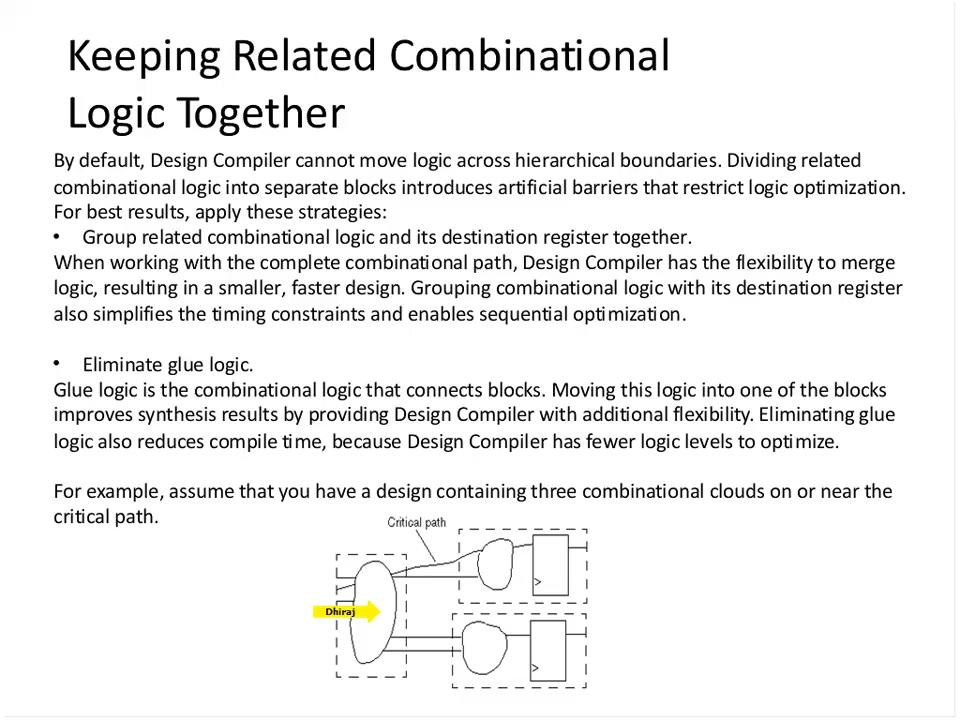 Keeping Related Combinational
Logic Together
By default, Design Compiler cannot move logic across hierarchical boundaries. Dividing related
combinational logic into separate blocks introduces artificial barriers that restrict logic optimization.
For best results, apply these strategies:
• Group related combinational logic and its destination register together.
When working with the complete combinational path, Design Compiler has the flexibility to merge
logic, resulting in a smaller, faster design. Grouping combinational logic with its destination register
also simplifies the timing constraints and enables sequential optimization.
• Eliminate glue logic.
Glue logic is the combinational logic that connects blocks. Moving this logic into one of the blocks
improves synthesis results by providing Design Compiler with additional flexibility. Eliminating glue
logic also reduces compile time, because Design Compiler has fewer logic levels to optimize.
For example, assume that you have a design containing three combinational clouds on or near the
critical path.
Critical path
Dhiraj